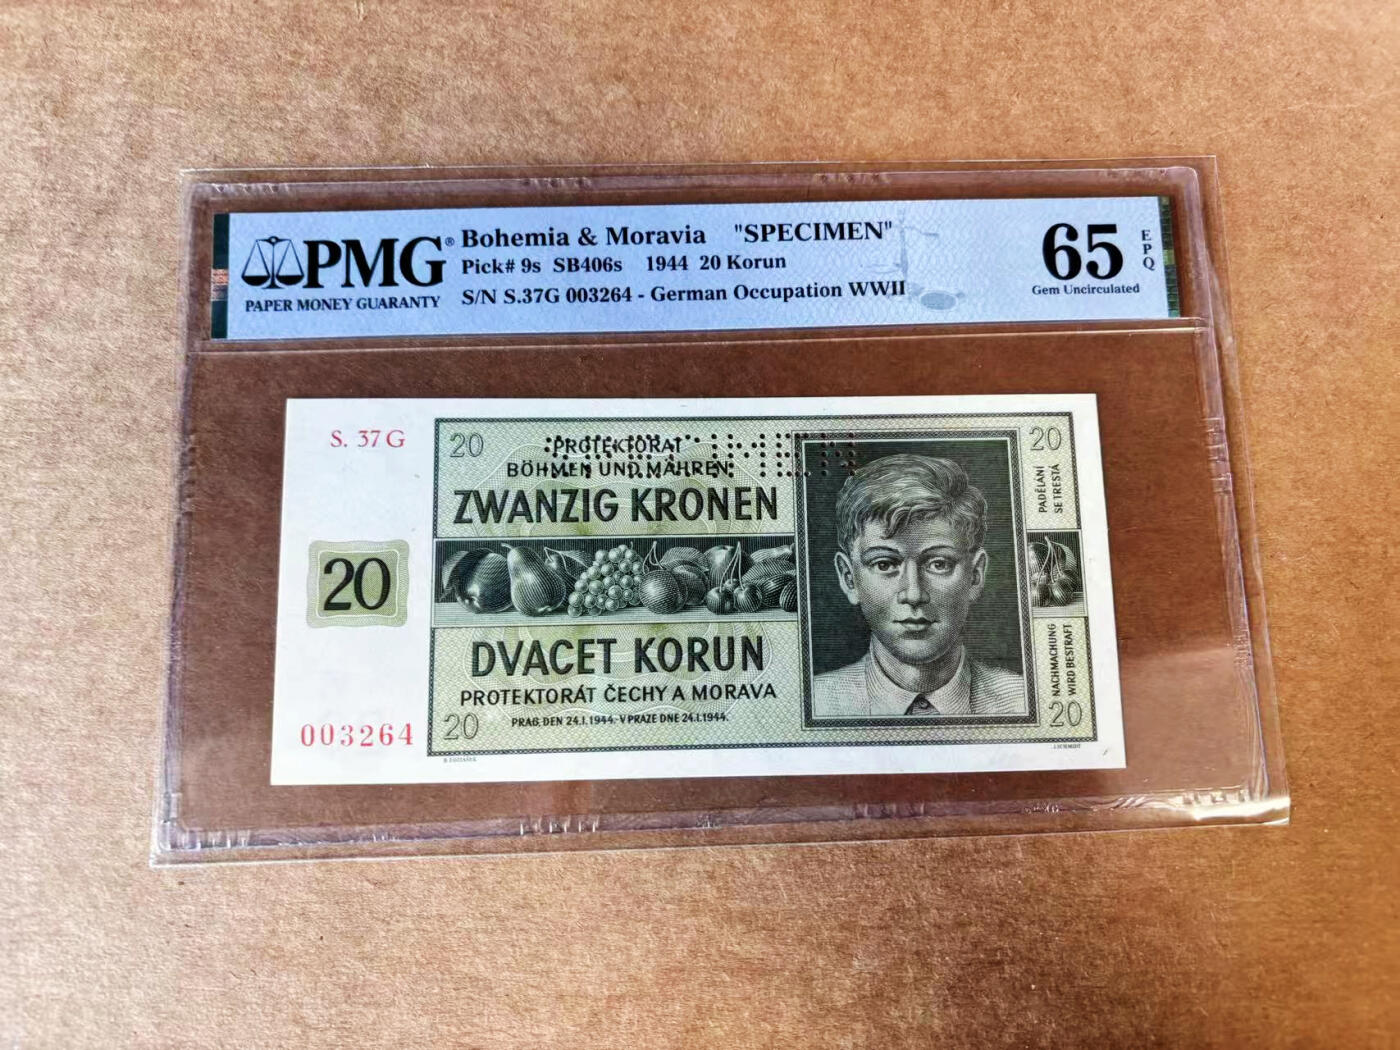 PMG®
PAPER MONEY GUARANTY
Bohemia & Moravia "SPECIMEN"
Pick# 9s SB406s 1944 20 Korun
S/N S.37G 003264 - German Occupation WWII
65
EPQ
Gem Uncirculated
S. 37 G
20
PROTEKTORAT
BÖHMEN UND MÄHREN
ZWANZIG KRONEN
SPECIMEN
20
PADĚLÁNÍ
SE TRESTÁ
20
DVACET KORUN
PROTEKTORÁT ČECHY A MORAVA
PRAG, DEN 24.I.1944. - V PRAZE DNE 24.I.1944.
20
003264
NACHMACHUNG
WIRD BESTRAFT
20
J.SCHMIDT